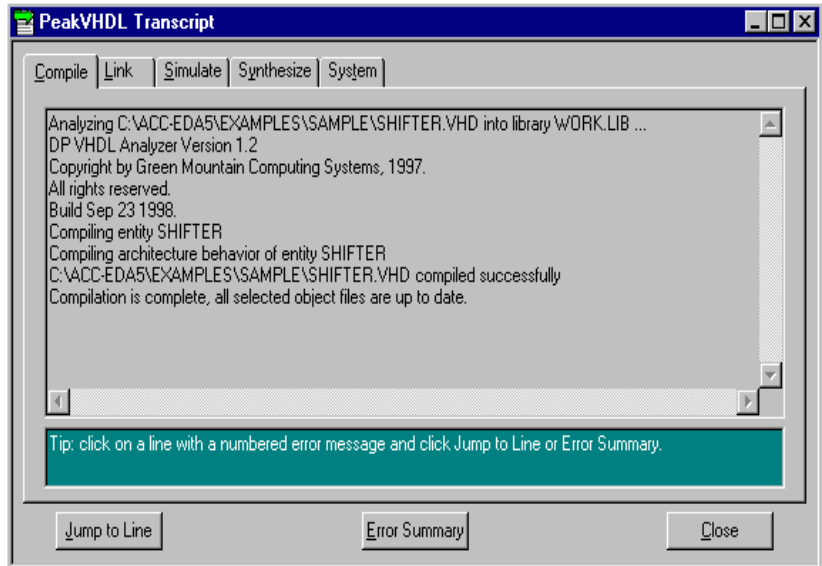 PeakVHDL Transcript
Compile Link Simulate Synthesize System
Analyzing C:\ACC-EDA5\EXAMPLES\SAMPLE\SHIFTER.VHD into library WORK.LIB ...
DP VHDL Analyzer Version 1.2
Copyright by Green Mountain Computing Systems, 1997.
All rights reserved.
Build Sep 23 1998.
Compiling entity SHIFTER
Compiling architecture behavior of entity SHIFTER
C:\ACC-EDA5\EXAMPLES\SAMPLE\SHIFTER.VHD compiled successfully
Compilation is complete, all selected object files are up to date.
Tip: click on a line with a numbered error message and click Jump to Line or Error Summary.
Jump to Line Error Summary Close